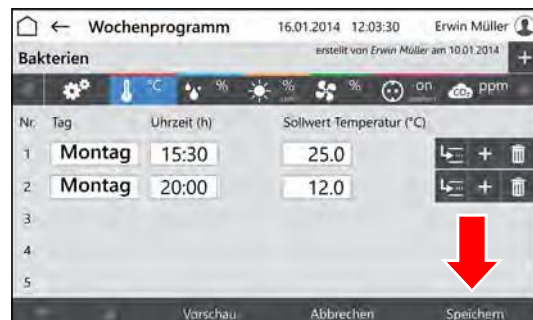 ← Wochenprogramm 16.01.2014 12:03:30 Erwin Müller
Bakterien erstellt von Erwin Müller am 10.01.2014 +
°C % % % on CO₂ ppm
Nr. Tag Uhrzeit (h) Sollwert Temperatur (°C)
1 Montag 15:30 25.0 +
2 Montag 20:00 12.0 +
3
4
5
Vorschau Abbrechen Speichern